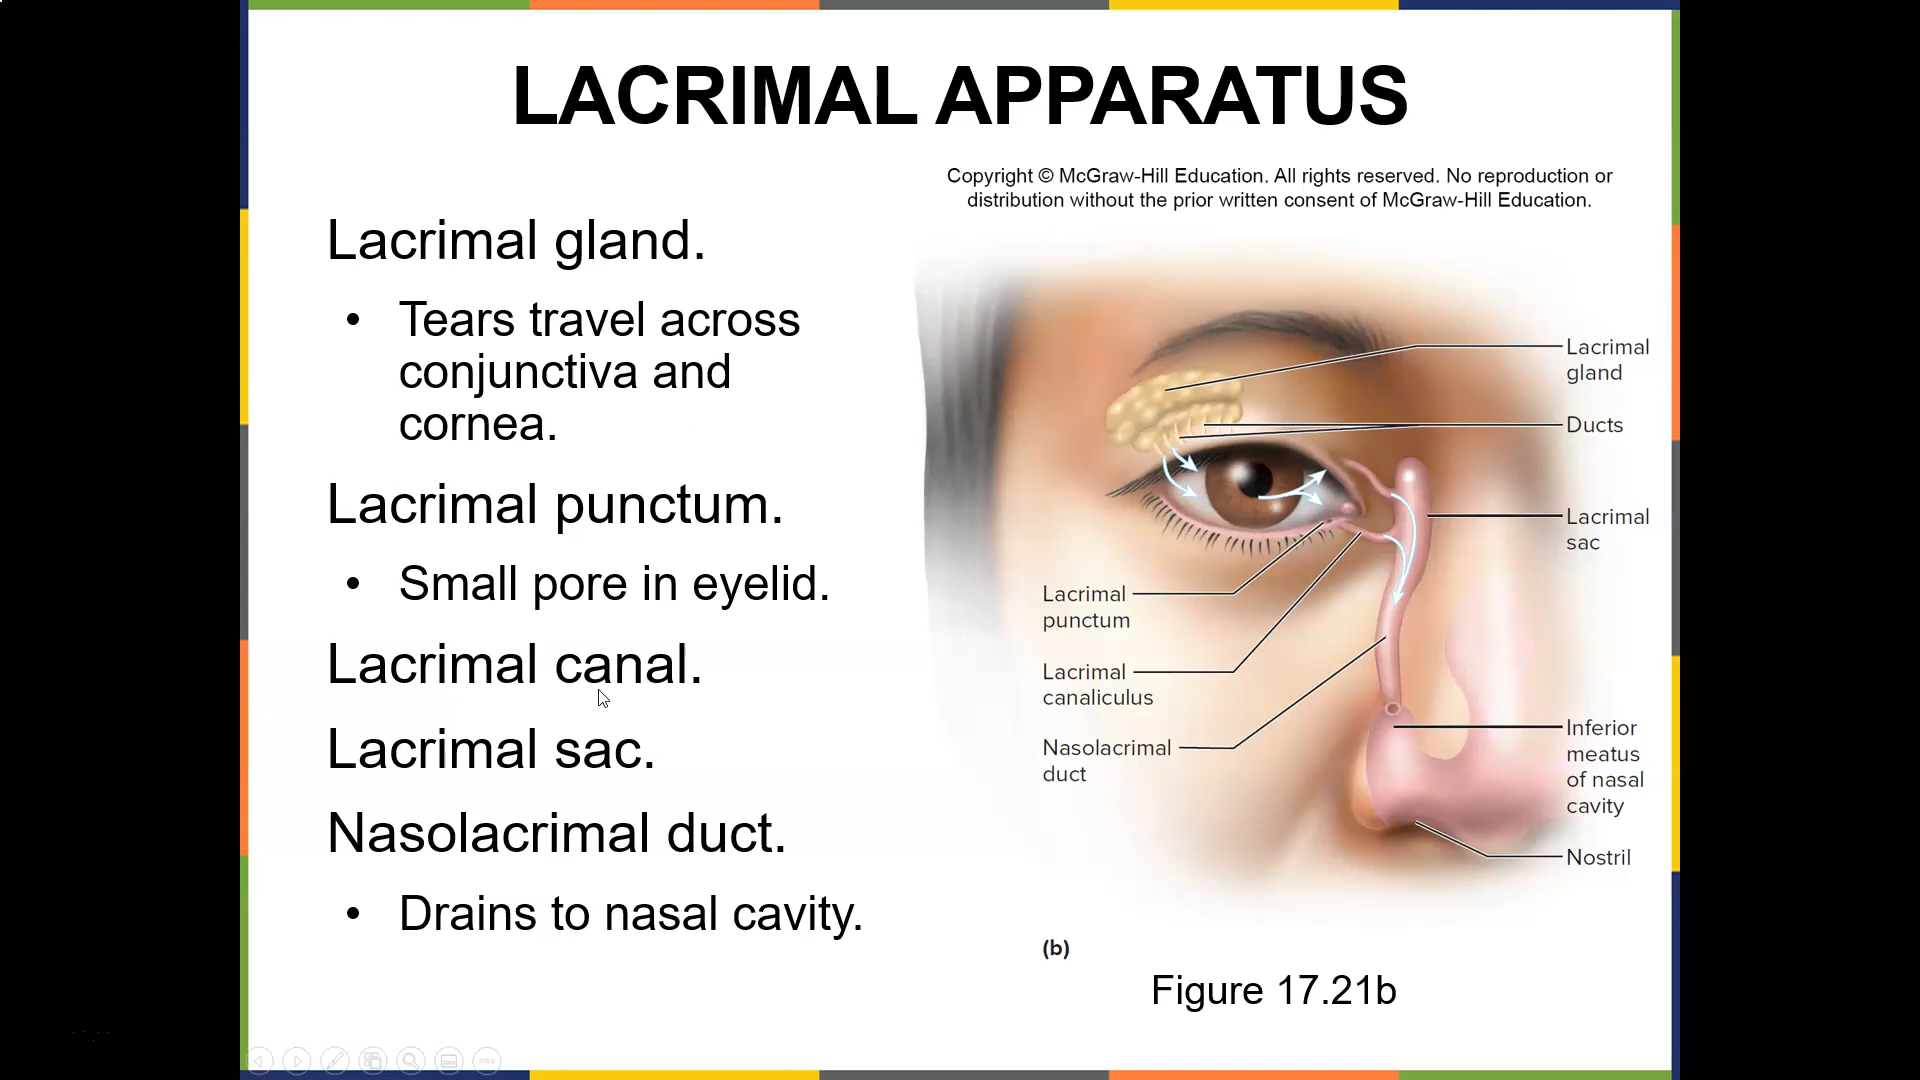 LACRIMAL APPARATUS
Copyright © McGraw-Hill Education. All rights reserved. No reproduction or
distribution without the prior written consent of McGraw-Hill Education.
Lacrimal gland.
• Tears travel across
conjunctiva and
cornea.
Lacrimal punctum.
• Small pore in eyelid.
Lacrimal canal.
Lacrimal sac.
Nasolacrimal duct.
• Drains to nasal cavity.
Lacrimal
gland
Ducts
Lacrimal
sac
Lacrimal
punctum
Lacrimal
canaliculus
Nasolacrimal
duct
Inferior
meatus
of nasal
cavity
Nostril
(b)
Figure 17.21b